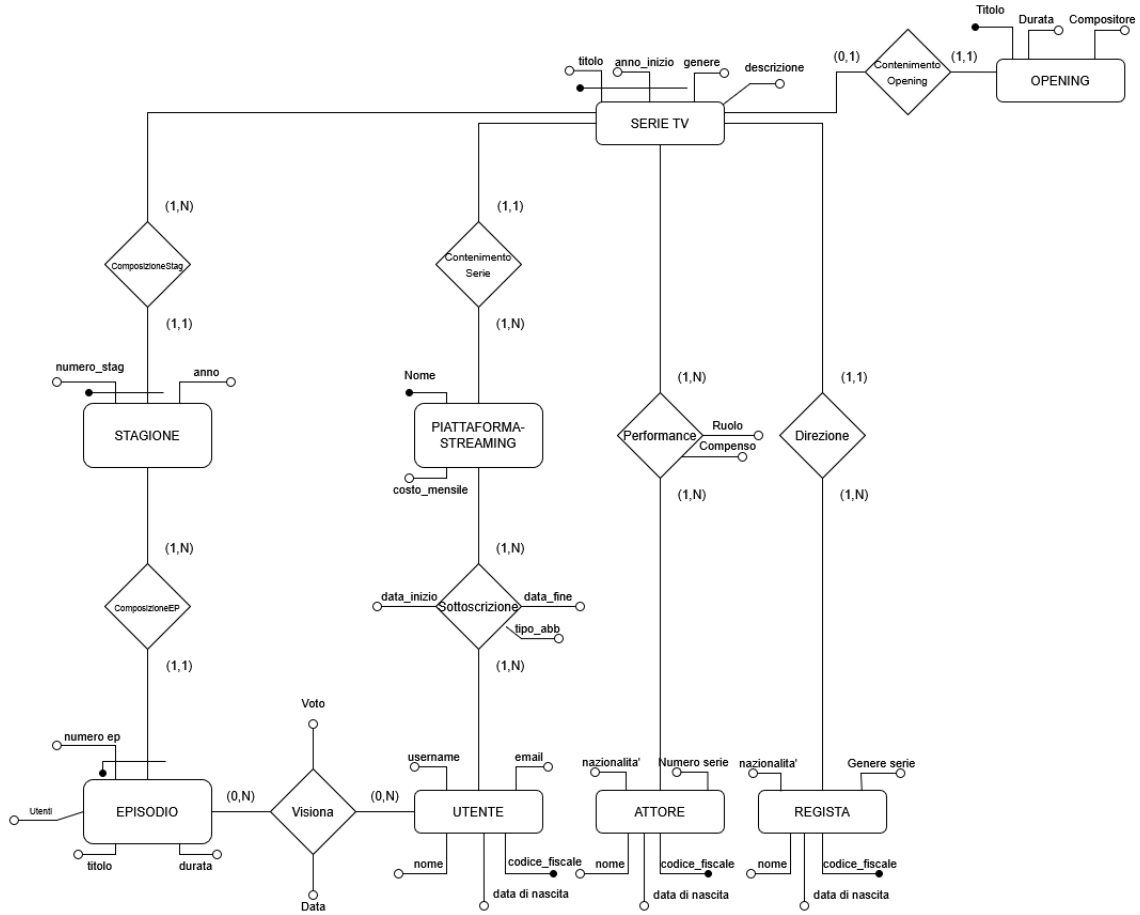 Titolo
Durata
Compositore
titolo
anno_inizio
genere
descrizione
(0,1)
Contenimento
Opening
(1,1)
OPENING
SERIE TV
(1,N)
(1,1)
ComposizioneStag
Contenimento
Serie
(1,1)
(1,N)
numero_stag
anno
Nome
(1,N)
(1,1)
STAGIONE
PIATTAFORMA-
STREAMING
Performance
Ruolo
Compenso
Direzione
costo_mensile
(1,N)
(1,N)
(1,N)
(1,N)
ComposizioneEP
data_inizio
Sottoscrizione
data_fine
tipo_abb
(1,1)
(1,N)
Voto
numero ep
username
email
nazionalita'
Numero serie
nazionalita'
Genere serie
Utenti
EPISODIO
(0,N)
Visiona
(0,N)
UTENTE
ATTORE
REGISTA
titolo
durata
nome
codice_fiscale
nome
codice_fiscale
nome
codice_fiscale
data di nascita
data di nascita
data di nascita
Data